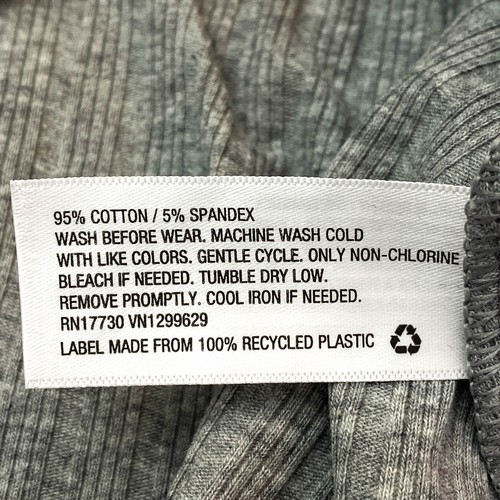 95% COTTON / 5% SPANDEX
WASH BEFORE WEAR. MACHINE WASH COLD
WITH LIKE COLORS. GENTLE CYCLE. ONLY NON-CHLORINE
BLEACH IF NEEDED. TUMBLE DRY LOW.
REMOVE PROMPTLY. COOL IRON IF NEEDED.
RN17730 VN1299629
LABEL MADE FROM 100% RECYCLED PLASTIC